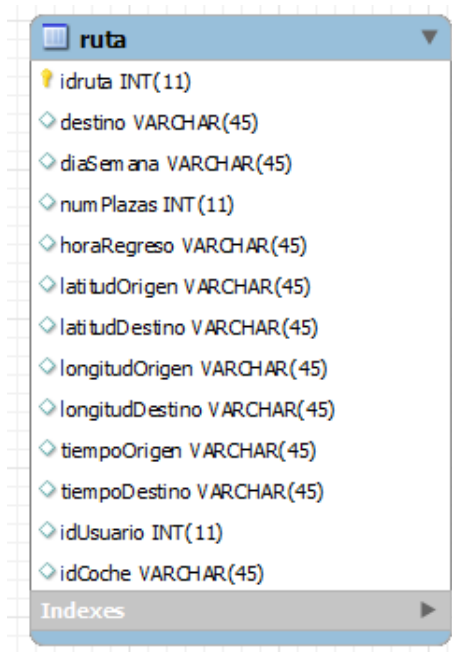 ruta
idruta INT(11)
destino VARCHAR(45)
diaSemana VARCHAR(45)
numPlazas INT(11)
horaRegreso VARCHAR(45)
latitudOrigen VARCHAR(45)
latitudDestino VARCHAR(45)
longitudOrigen VARCHAR(45)
longitudDestino VARCHAR(45)
tiempoOrigen VARCHAR(45)
tiempoDestino VARCHAR(45)
idUsuario INT(11)
idCoche VARCHAR(45)
Indexes